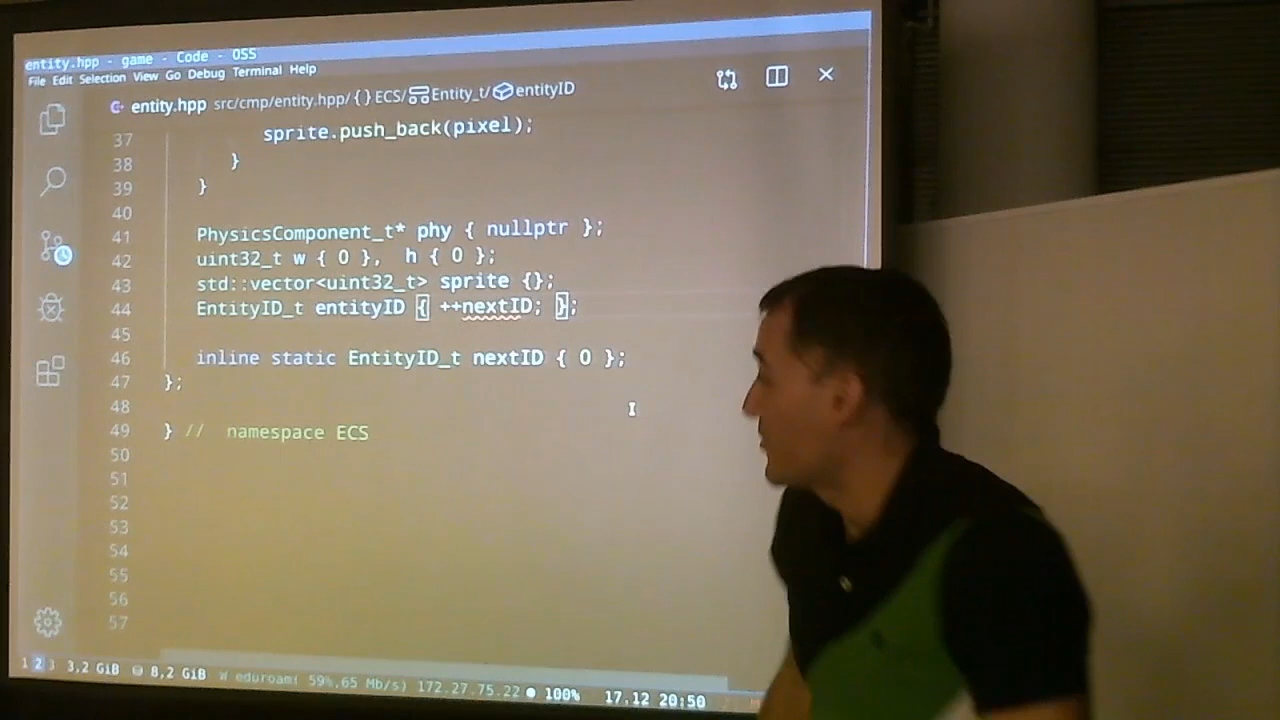 entity.hpp - game - Code - OSS
File Edit Selection View Go Debug Terminal Help
entity.hpp src/cmp/entity.hpp/ {} ECS/ Entity_t/ entityID
37 sprite.push_back(pixel);
38 }
39 }
40
41 PhysicsComponent_t* phy { nullptr };
42 uint32_t w { 0 }, h { 0 };
43 std::vector<uint32_t> sprite {};
44 EntityID_t entityID { ++nextID; };
45
46 inline static EntityID_t nextID { 0 };
47 };
48
49 } // namespace ECS
50
51
52
53
54
55
56
57
1 2 3 3,2 GiB 8,2 GiB W eduroam( 59%,65 Mb/s) 172.27.75.22 100% 17.12 20:50